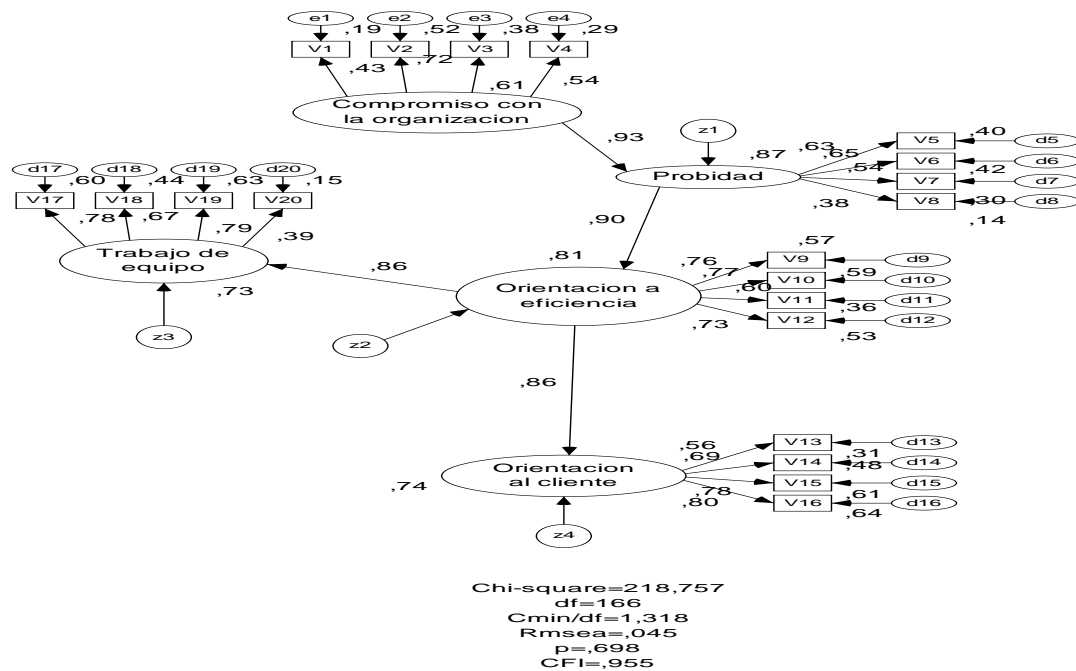 e1 e2 e3 e4
,19 ,52 ,38 ,29
V1 V2 V3 V4
,43 ,72 ,61 ,54
Compromiso con
la organizacion
,93
z1
,87
Probidad
,63 ,65 ,54 ,38
V5 ,40 d5
V6 ,42 d6
V7 ,30 d7
V8 ,14 d8
d17 d18 d19 d20
,60 ,44 ,63 ,15
V17 V18 V19 V20
,78 ,67 ,79 ,39
Trabajo de
equipo
,73
z3
,86
,90
,81
Orientacion a
eficiencia
z2
,76 ,77 ,60 ,73
,57
V9 d9
V10 ,59 d10
V11 ,36 d11
V12 ,53 d12
,86
Orientacion
al cliente
,74
z4
,56 ,69 ,78 ,80
V13 ,31 d13
V14 ,48 d14
V15 ,61 d15
V16 ,64 d16
Chi-square=218,757
df=166
Cmin/df=1,318
Rmsea=,045
p=,698
CFI=,955